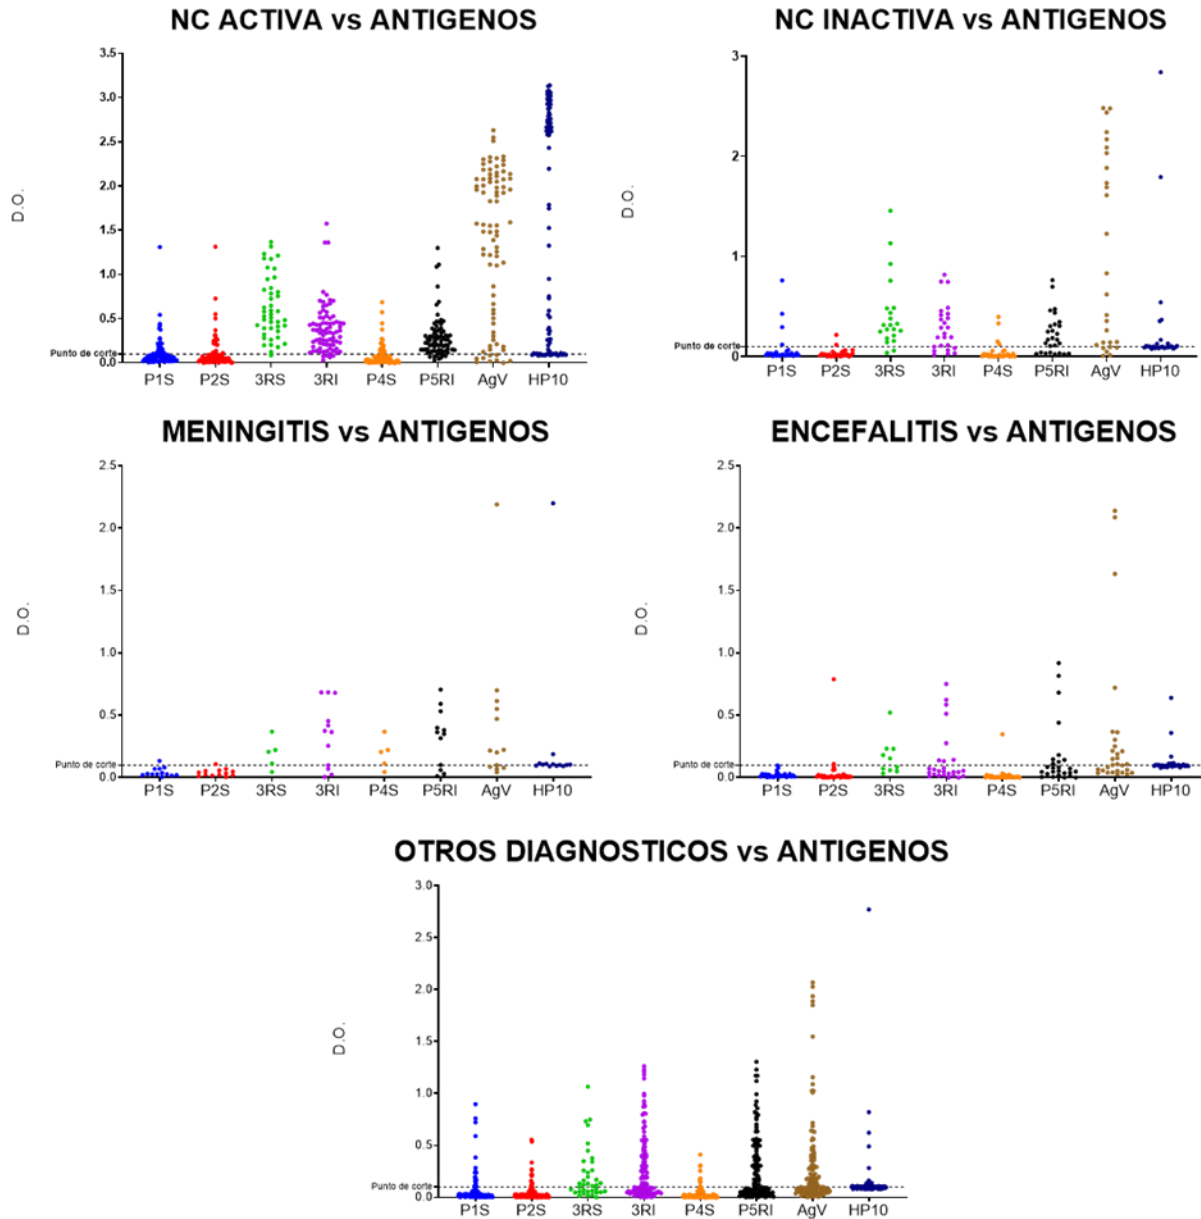 NC ACTIVA vs ANTIGENOS
3.5
3.0
2.5
2.0
1.5
1.0
0.5
0.0
D.O.
Punto de corte
P1S P2S 3RS 3RI P4S P5RI AgV HP10
NC INACTIVA vs ANTIGENOS
3
2
1
0
D.O.
Punto de corte
P1S P2S 3RS 3RI P4S P5RI AgV HP10
MENINGITIS vs ANTIGENOS
2.5
2.0
1.5
1.0
0.5
0.0
D.O.
Punto de corte
P1S P2S 3RS 3RI P4S P5RI AgV HP10
ENCEFALITIS vs ANTIGENOS
2.5
2.0
1.5
1.0
0.5
0.0
D.O.
Punto de corte
P1S P2S 3RS 3RI P4S P5RI AgV HP10
OTROS DIAGNOSTICOS vs ANTIGENOS
3.0
2.5
2.0
1.5
1.0
0.5
0.0
D.O.
Punto de corte
P1S P2S 3RS 3RI P4S P5RI AgV HP10